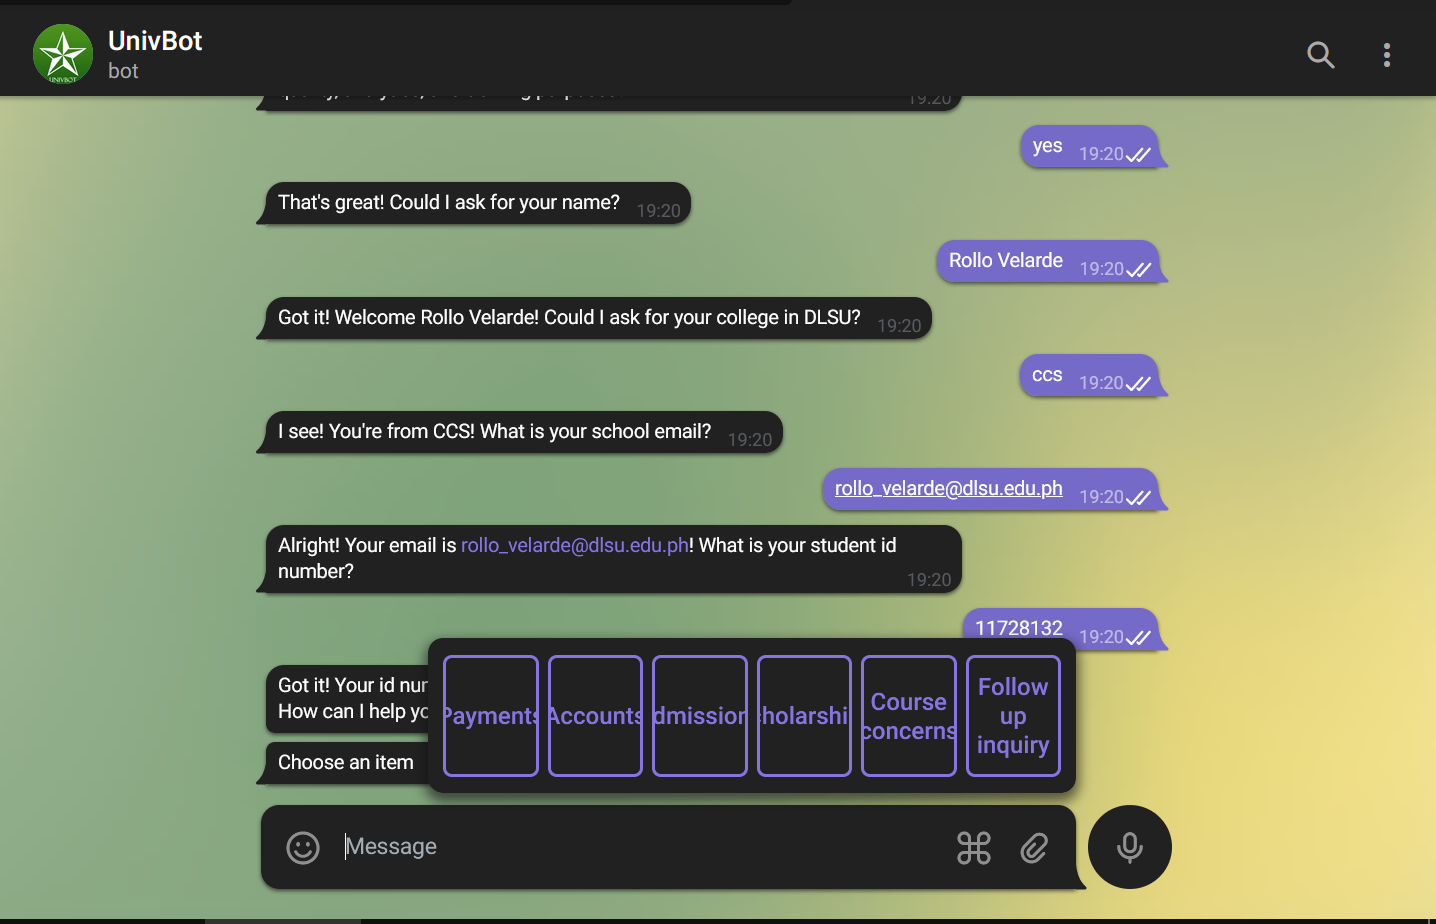 UnivBot
bot
UNIVBOT
19:20
yes 19:20
That's great! Could I ask for your name? 19:20
Rollo Velarde 19:20
Got it! Welcome Rollo Velarde! Could I ask for your college in DLSU? 19:20
ccs 19:20
I see! You're from CCS! What is your school email? 19:20
rollo_velarde@dlsu.edu.ph 19:20
Alright! Your email is rollo_velarde@dlsu.edu.ph! What is your student id
number? 19:20
11728132 19:20
Got it! Your id
How can I help
Choose an item
Payments
Accounts
dmission
cholarshi
Course
concerns
Follow
up
inquiry
Message